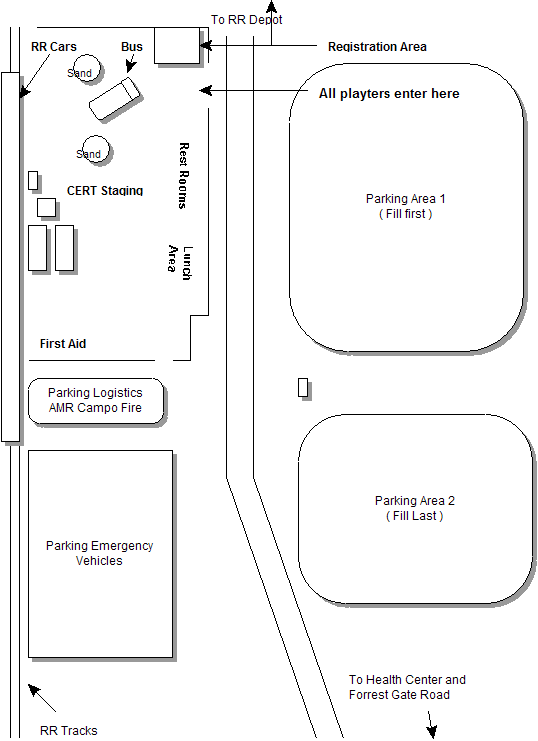 To RR Depot
RR Cars
Bus
Registration Area
Sand
All playters enter here
Sand
Rest Rooms
CERT Staging
Parking Area 1
( Fill first )
Lunch
Area
First Aid
Parking Logistics
AMR Campo Fire
Parking Area 2
( Fill Last )
Parking Emergency
Vehicles
To Health Center and
Forrest Gate Road
RR Tracks